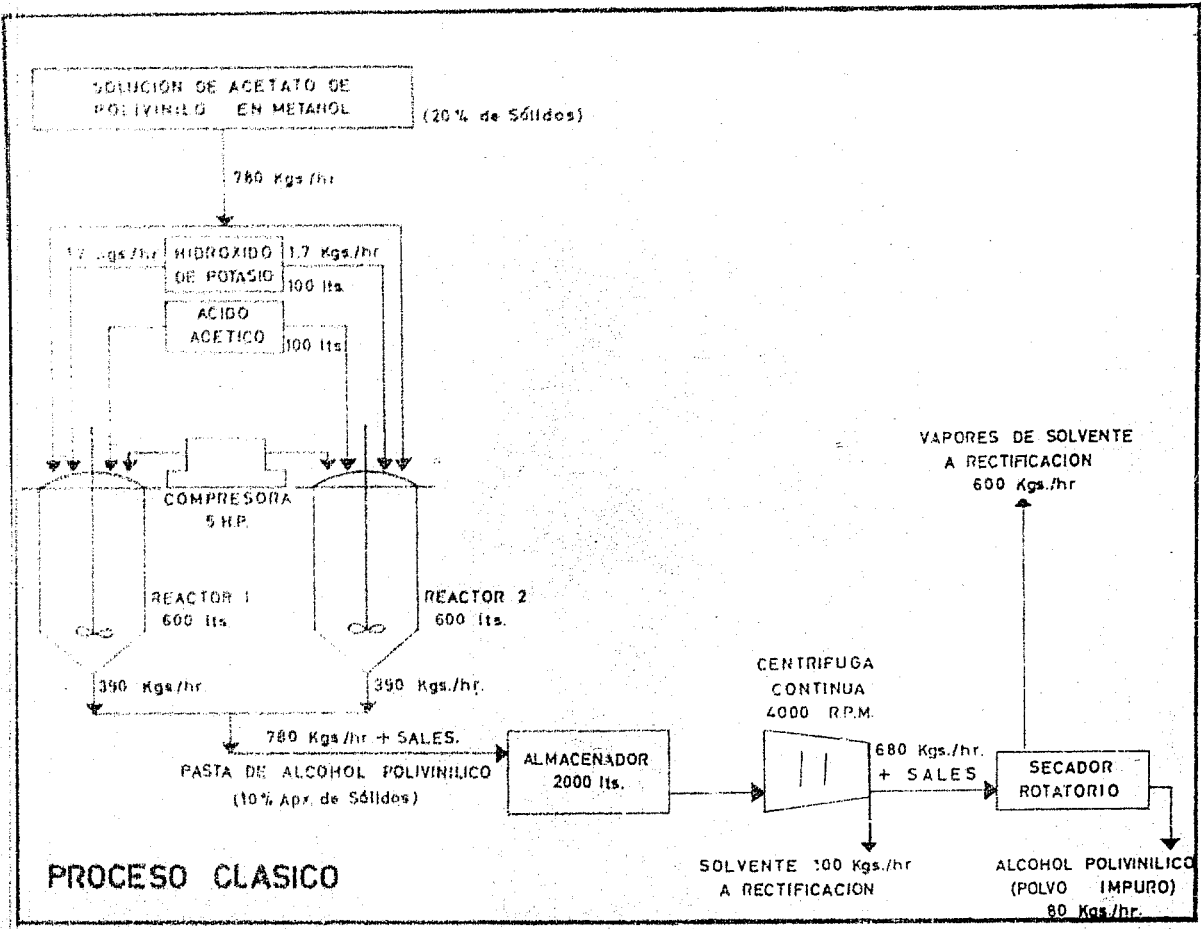 SOLUCION DE ACETATO DE
POLIVINILO EN METANOL
(20% de Sólidos)
780 Kgs/hr
Kgs/hr
HIDROXIDO
DE POTASIO
1.7 Kgs./hr
100 lts.
ACIDO
ACETICO
100 lts
COMPRESORA
5 H.P.
REACTOR 1
600 lts.
REACTOR 2
600 lts.
VAPORES DE SOLVENTE
A RECTIFICACION
600 Kgs./hr
390 Kgs/hr.
390 Kgs/hr.
780 Kgs/hr + SALES.
PASTA DE ALCOHOL POLIVINILICO
(10% Apr. de Sólidos)
ALMACENADOR
2000 lts.
CENTRIFUGA
CONTINUA
4000 R.P.M.
680 Kgs./hr.
+ SALES
SECADOR
ROTATORIO
SOLVENTE 100 Kgs./hr
A RECTIFICACION
ALCOHOL POLIVINILICO
(POLVO IMPURO)
80 Kgs./hr.
PROCESO CLASICO